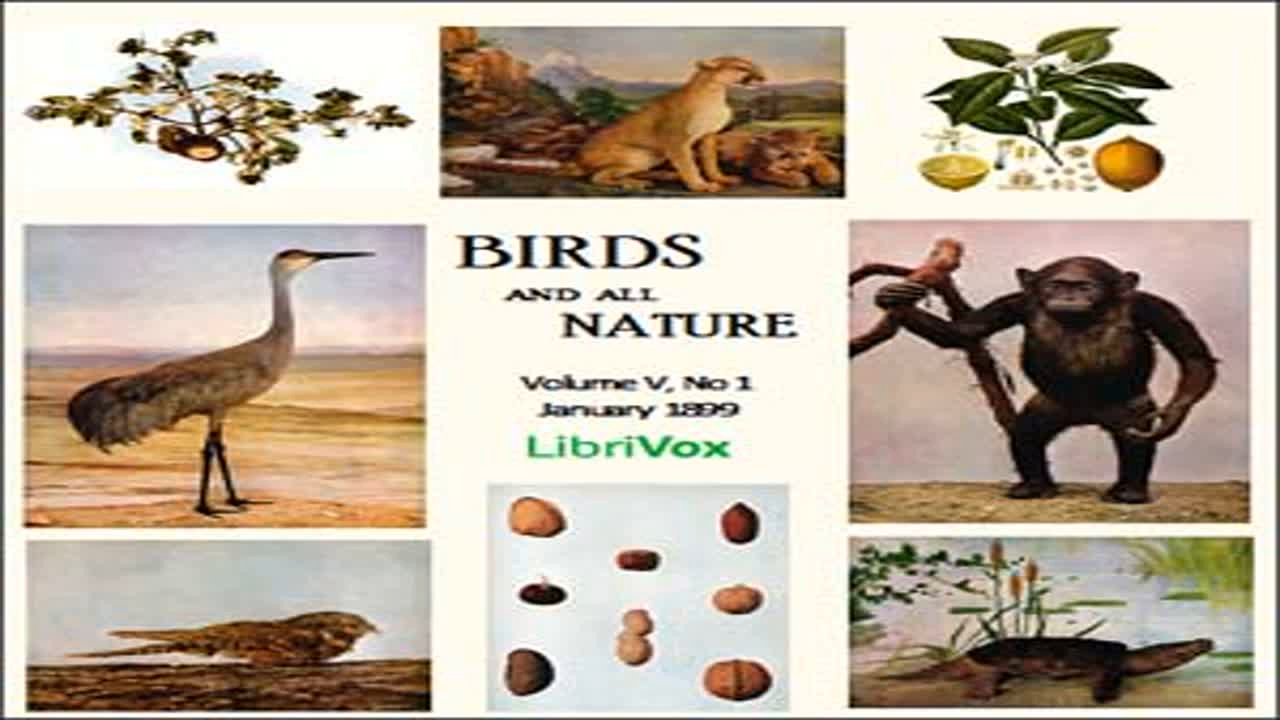 BIRDS
AND ALL
NATURE
Volume V, No 1
January 1899
LibriVox